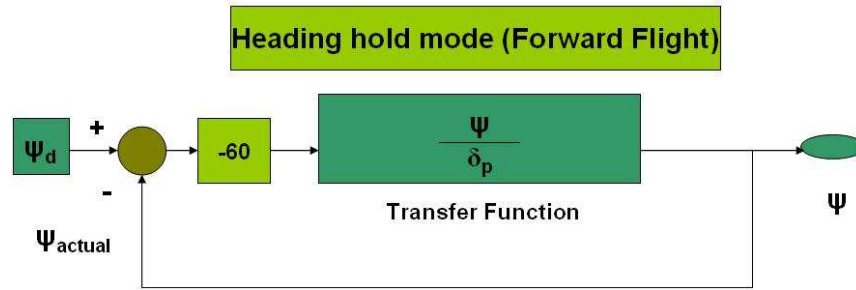 Heading hold mode (Forward Flight)
+
Ψd
-60
Ψ
δp
-
Transfer Function
Ψ
Ψactual